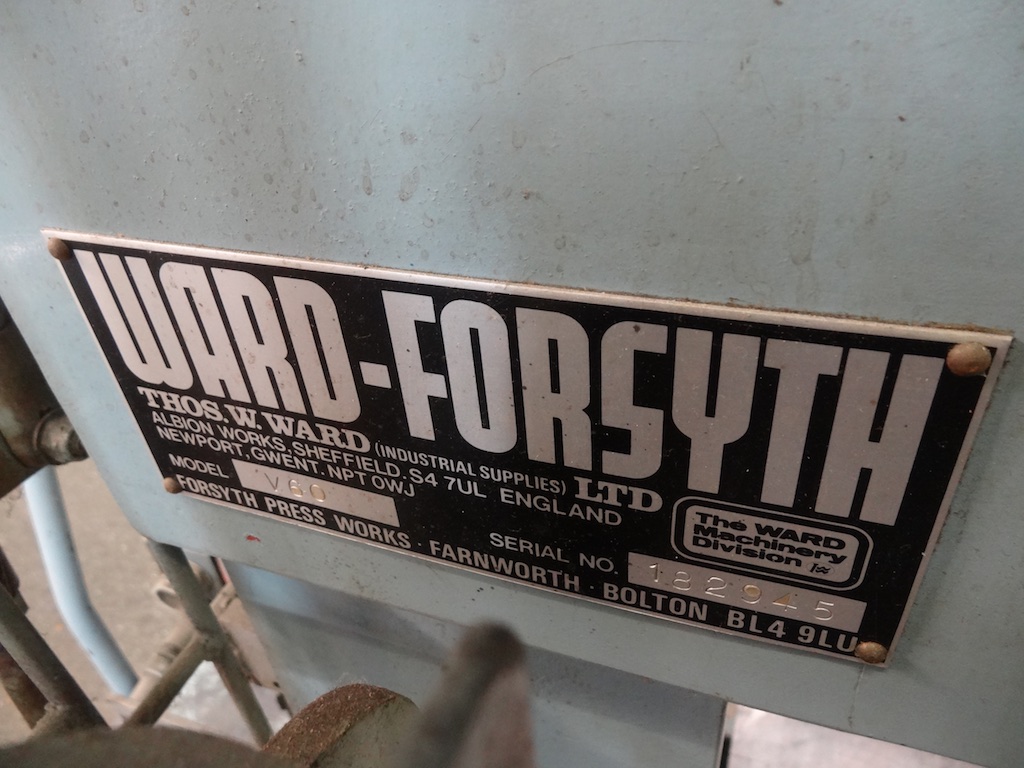 WARD-FORSYTH
THOS. W. WARD (INDUSTRIAL SUPPLIES) LTD
ALBION WORKS, SHEFFIELD, S4 7UL ENGLAND
NEWPORT, GWENT. NPT OWJ
MODEL V60
SERIAL NO. 182945
The WARD
Machinery
Division
FORSYTH PRESS WORKS · FARNWORTH · BOLTON BL4 9LU